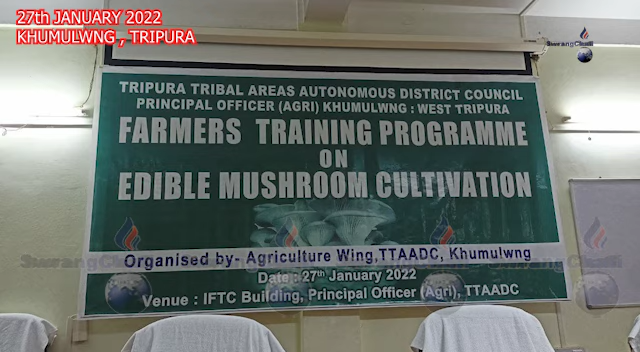 27th JANUARY 2022
KHUMULWNG , TRIPURA
TRIPURA TRIBAL AREAS AUTONOMOUS DISTRICT COUNCIL
PRINCIPAL OFFICER (AGRI) KHUMULWNG : WEST TRIPURA
FARMERS TRAINING PROGRAMME
ON
EDIBLE MUSHROOM CULTIVATION
Organised by- Agriculture Wing,TTAADC, Khumulwng
Date : 27th January 2022
Venue : IFTC Building, Principal Officer (Agri), TTAADC